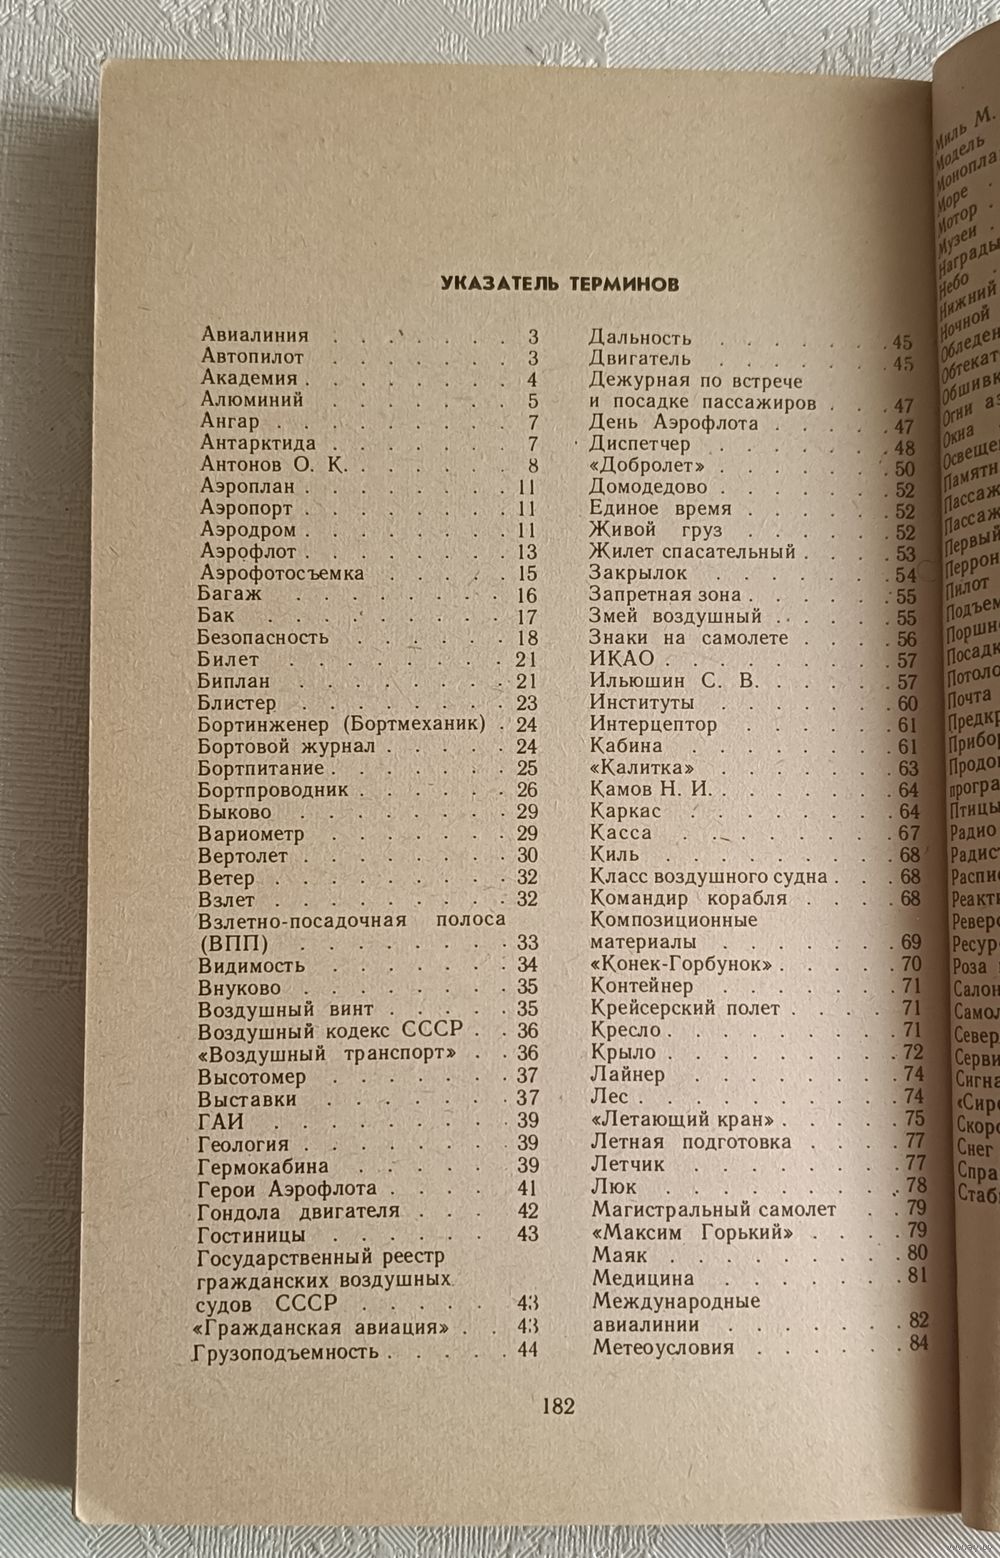 УКАЗАТЕЛЬ ТЕРМИНОВ
Авиалиния . . . . . . . 3
Автопилот . . . . . . . 3
Академия . . . . . . . 4
Алюминий . . . . . . . 5
Ангар . . . . . . . . 7
Антарктида . . . . . . . 7
Антонов О. К. . . . . . . 8
Аэроплан . . . . . . . . 11
Аэропорт . . . . . . . . 11
Аэродром . . . . . . . . 11
Аэрофлот . . . . . . . . 13
Аэрофотосъемка . . . . . 15
Багаж . . . . . . . . 16
Бак . . . . . . . . 17
Безопасность . . . . . . 18
Билет . . . . . . . . 21
Биплан . . . . . . . . 21
Блистер . . . . . . . 23
Бортинженер (Бортмеханик) . 24
Бортовой журнал . . . . . 24
Бортпитание . . . . . . . 25
Бортпроводник . . . . . . 26
Быково . . . . . . . . 29
Вариометр . . . . . . . 29
Вертолет . . . . . . . . 30
Ветер . . . . . . . . . 32
Взлет . . . . . . . . . 32
Взлетно-посадочная полоса
(ВПП) . . . . . . . . 33
Видимость . . . . . . . 34
Внуково . . . . . . . . 35
Воздушный винт . . . . . 35
Воздушный кодекс СССР . . 36
«Воздушный транспорт» . . 36
Высотомер . . . . . . . 37
Выставки . . . . . . . 37
ГАИ . . . . . . . . . 39
Геология . . . . . . . . 39
Гермокабина . . . . . . 39
Герои Аэрофлота . . . . . 41
Гондола двигателя . . . . 42
Гостиницы . . . . . . . 43
Государственный реестр
гражданских воздушных
судов СССР . . . . . . 43
«Гражданская авиация» . . 43
Грузоподъемность . . . . . 44
Дальность . . . . . . . 45
Двигатель . . . . . . . 45
Дежурная по встрече
и посадке пассажиров . . . 47
День Аэрофлота . . . . . 47
Диспетчер . . . . . . . 48
«Добролет» . . . . . . . 50
Домодедово . . . . . . . 52
Единое время . . . . . . 52
Живой груз . . . . . . 52
Жилет спасательный . . . . 53
Закрылок . . . . . . . 54
Запретная зона . . . . . . 55
Змей воздушный . . . . . 55
Знаки на самолете . . . . 56
ИКАО . . . . . . . . . 57
Ильюшин С. В. . . . . . 57
Институты . . . . . . . 60
Интерцептор . . . . . . 61
Кабина . . . . . . . . 61
«Калитка» . . . . . . . 63
Камов Н. И. . . . . . . . 64
Каркас . . . . . . . . 64
Касса . . . . . . . . 67
Киль . . . . . . . . . 68
Класс воздушного судна . . . 68
Командир корабля . . . . 68
Композиционные
материалы . . . . . . . 69
«Конек-Горбунок» . . . . . 70
Контейнер . . . . . . . 71
Крейсерский полет . . . . 71
Кресло . . . . . . . . . 71
Крыло . . . . . . . . . 72
Лайнер . . . . . . . . 74
Лес . . . . . . . . . . 74
«Летающий кран» . . . . . 75
Летная подготовка . . . . 77
Летчик . . . . . . . . 77
Люк . . . . . . . . . 78
Магистральный самолет . . 79
«Максим Горький» . . . . 79
Маяк . . . . . . . . . 80
Медицина . . . . . . . 81
Международные
авиалинии . . . . . . . 82
Метеоусловия . . . . . . 84
182
Миль М.
Модель
Море
Мотор
Музеи
Награды
Небо
Нижний
Ночной
Огни
Окна
Первый
Перрон
Пилот
Почта
Птицы
Радио
Роза
Снег